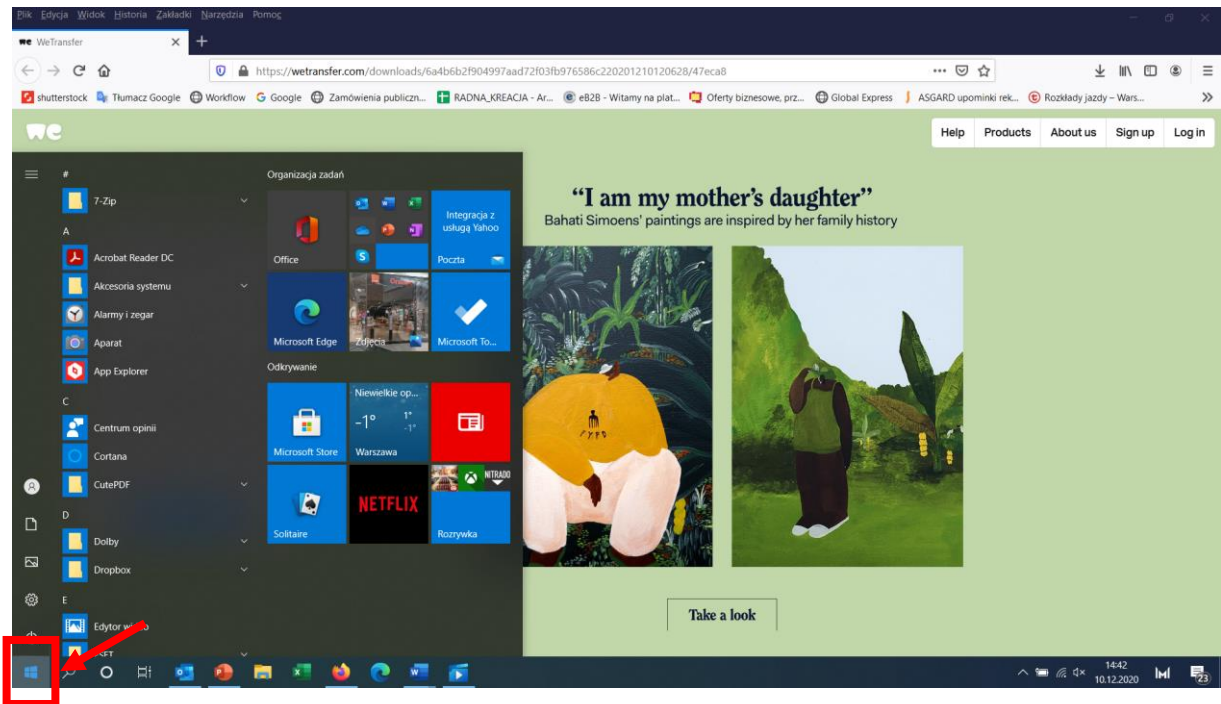 Plik Edycja Widok Historia Zakładki Narzędzia Pomoc
we WeTransfer
https://wetransfer.com/downloads/6a4b6b2f904997aad72f03fb976586c220201210120628/47eca8
shutterstock Tłumacz Google Workflow Google Zamówienia publiczn... RADNA_KREACJA - Ar... eB2B - Witamy na plat... Oferty biznesowe, prz... Global Express ASGARD upominki rek... Rozkłady jazdy – Wars...
we
Help Products About us Sign up Log in
#
7-Zip
A
Acrobat Reader DC
Akcesoria systemu
Alarmy i zegar
Aparat
App Explorer
C
Centrum opinii
Cortana
CutePDF
D
Dolby
Dropbox
E
Edytor
Organizacja zadań
Office
Integracja z
usługą Yahoo
Poczta
Microsoft Edge
Zdjęcia
Microsoft To...
Odkrywanie
Microsoft Store
Niewielkie op...
-1° 1°
-1°
Warszawa
Solitaire
NETFLIX
NITRADO
Rozrywka
“I am my mother’s daughter”
Bahati Simoens' paintings are inspired by her family history
Take a look
14:42
10.12.2020
23